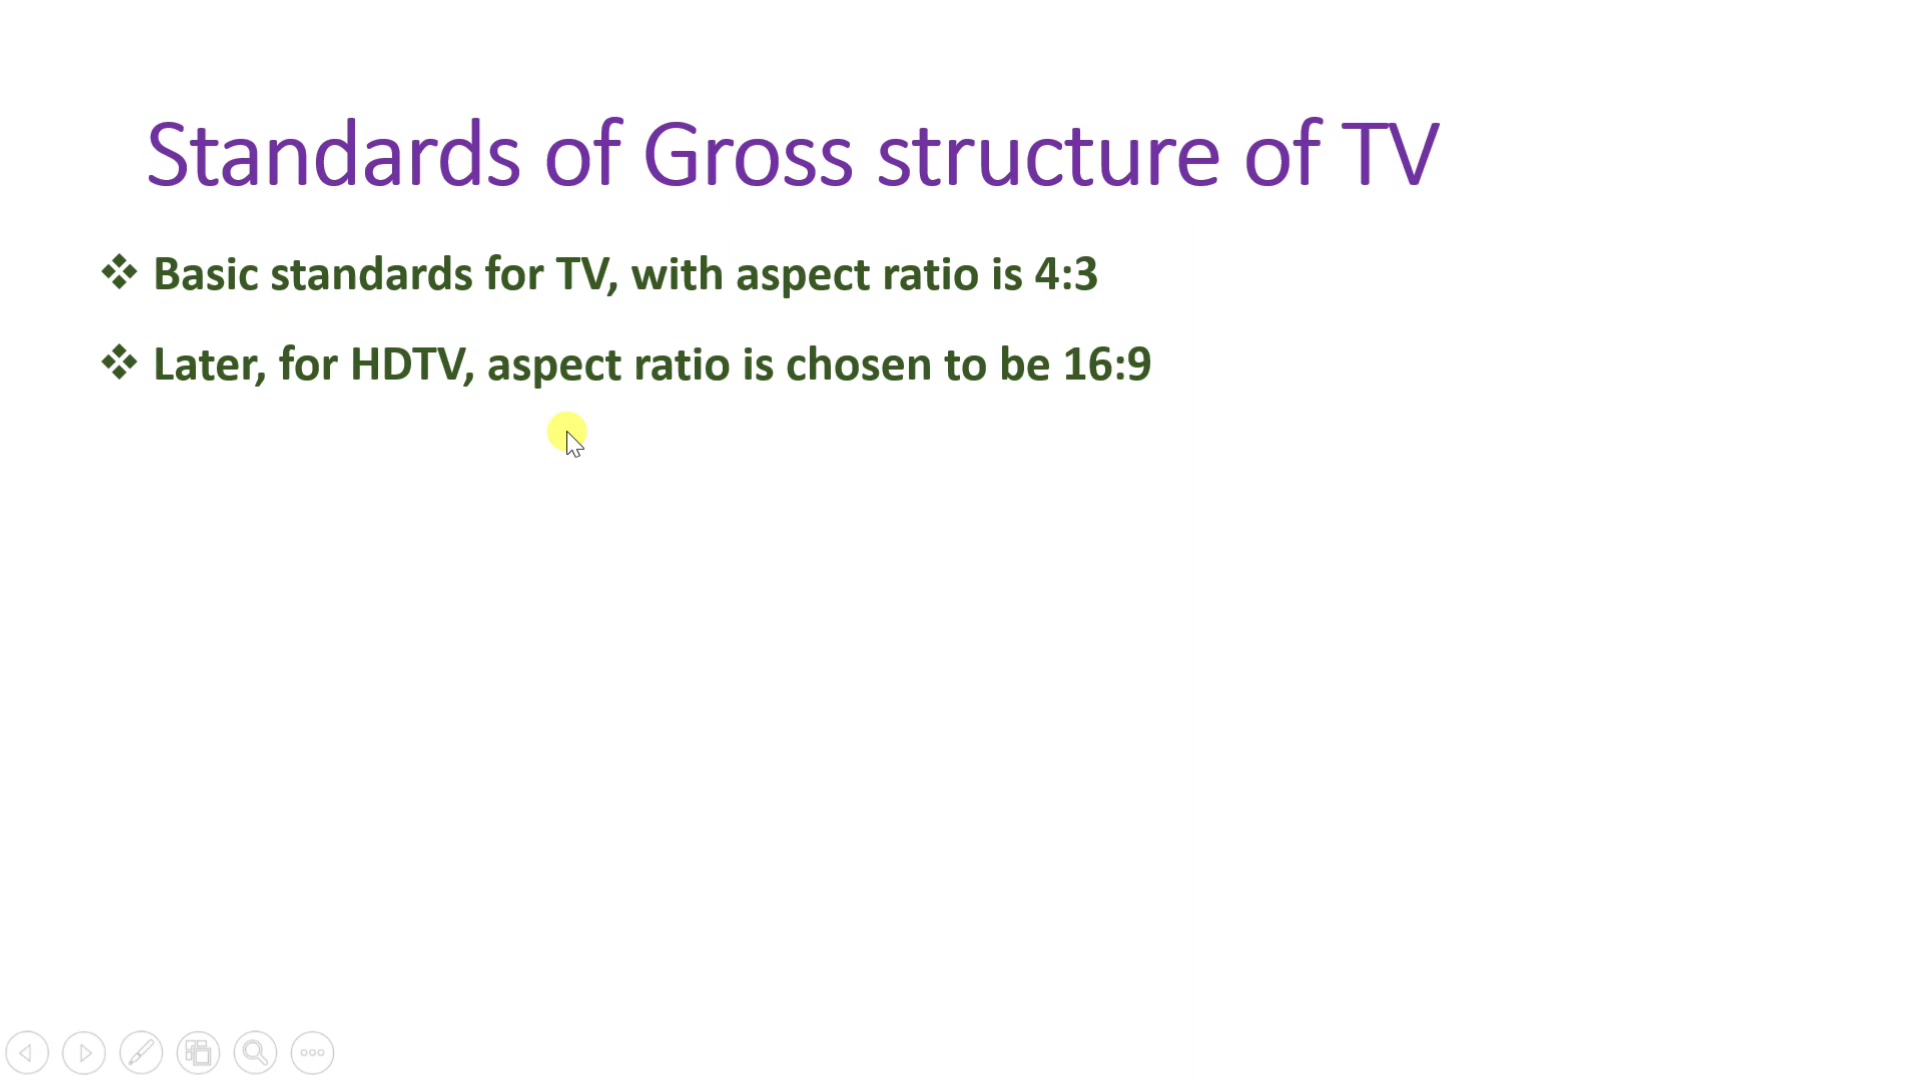 Standards of Gross structure of TV
Basic standards for TV, with aspect ratio is 4:3
Later, for HDTV, aspect ratio is chosen to be 16:9